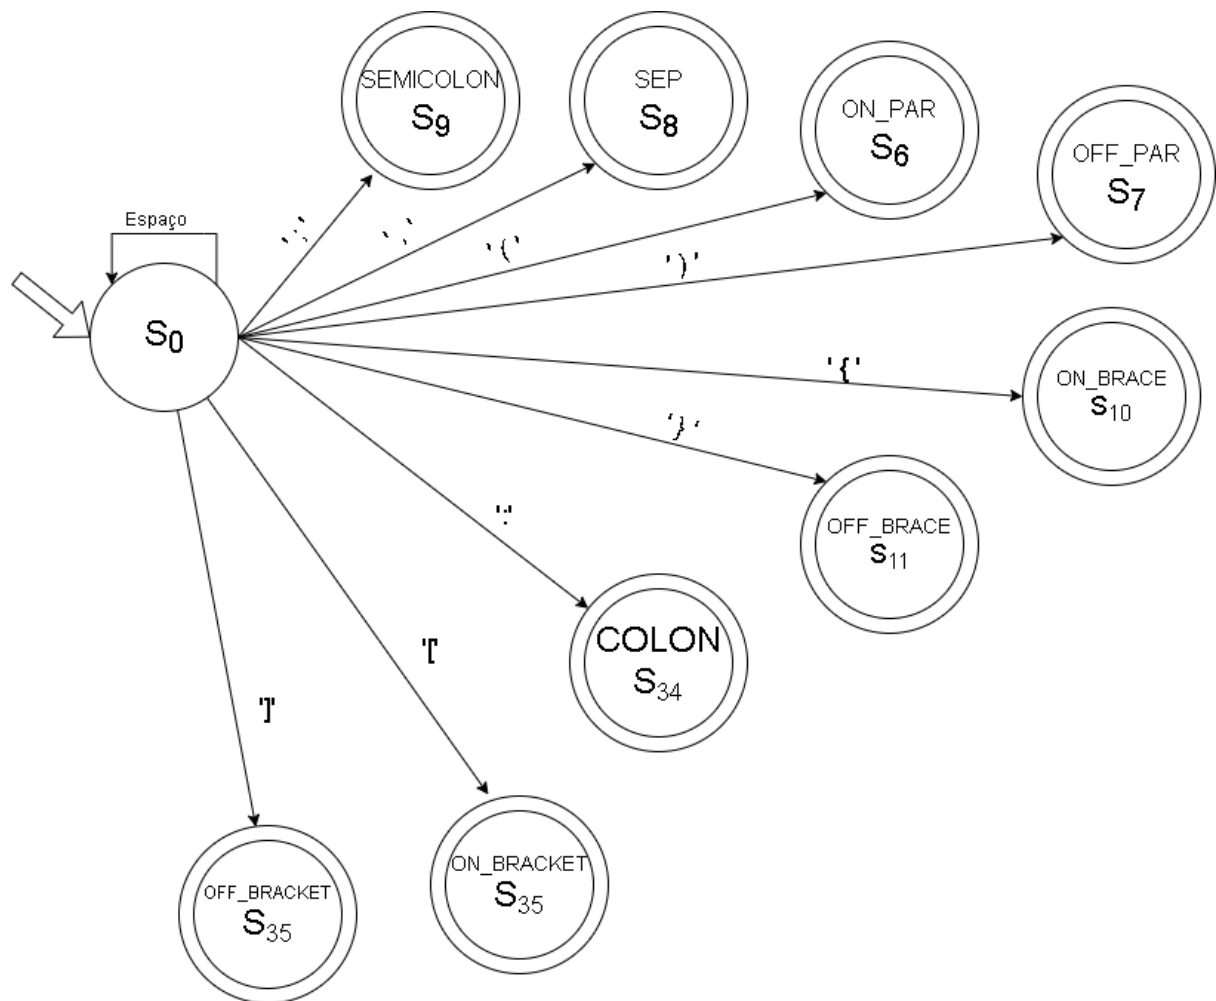 SEMICOLON
S9
SEP
S8
ON_PAR
S6
OFF_PAR
S7
Espaço
S0
';'
','
'('
')'
'{'
ON_BRACE
S10
'}'
OFF_BRACE
S11
':'
COLON
S34
'['
']'
ON_BRACKET
S35
OFF_BRACKET
S35